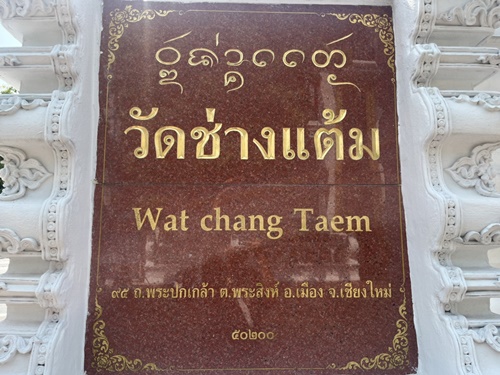 วัดช่างแต้ม
Wat chang Taem
๙๕ ถ.พระปกเกล้า ต.พระสิงห์ อ.เมือง จ.เชียงใหม่
๕๐๒๐๐